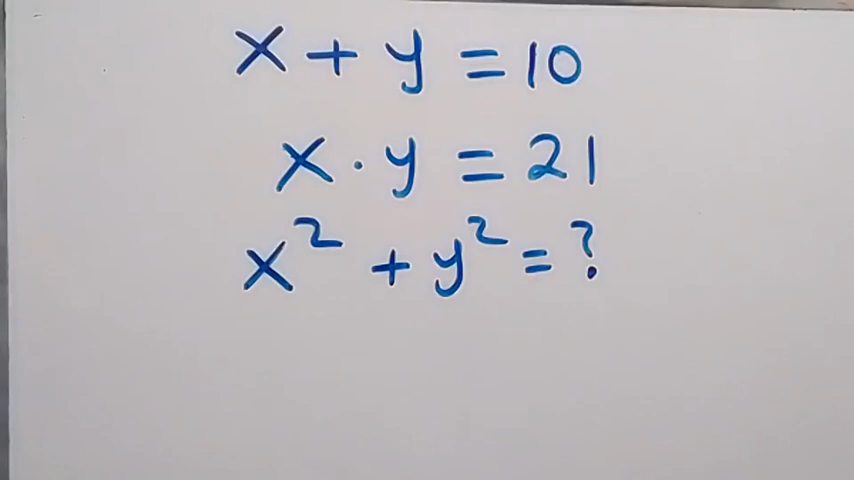 x + y = 10
x · y = 21
x² + y² = ?